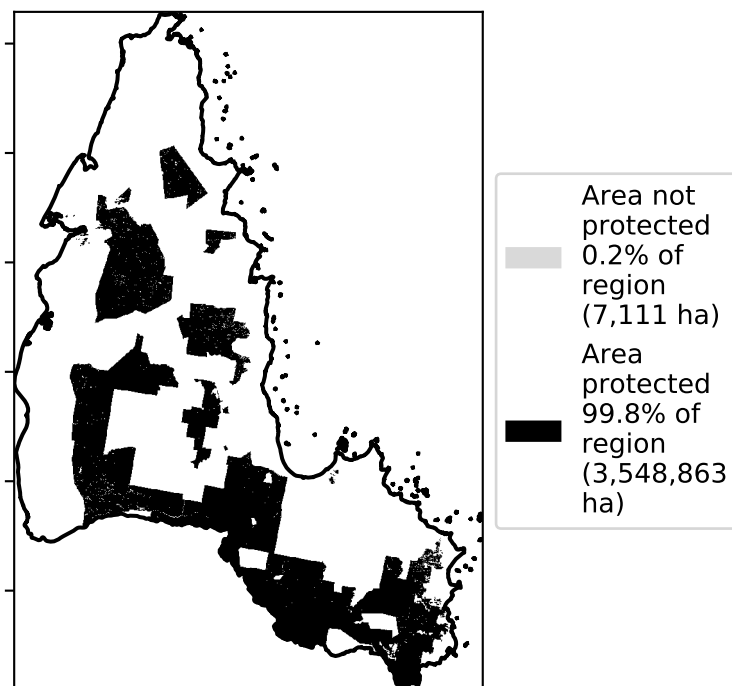 Area not
protected
0.2% of
region
(7,111 ha)
Area
protected
99.8% of
region
(3,548,863
ha)